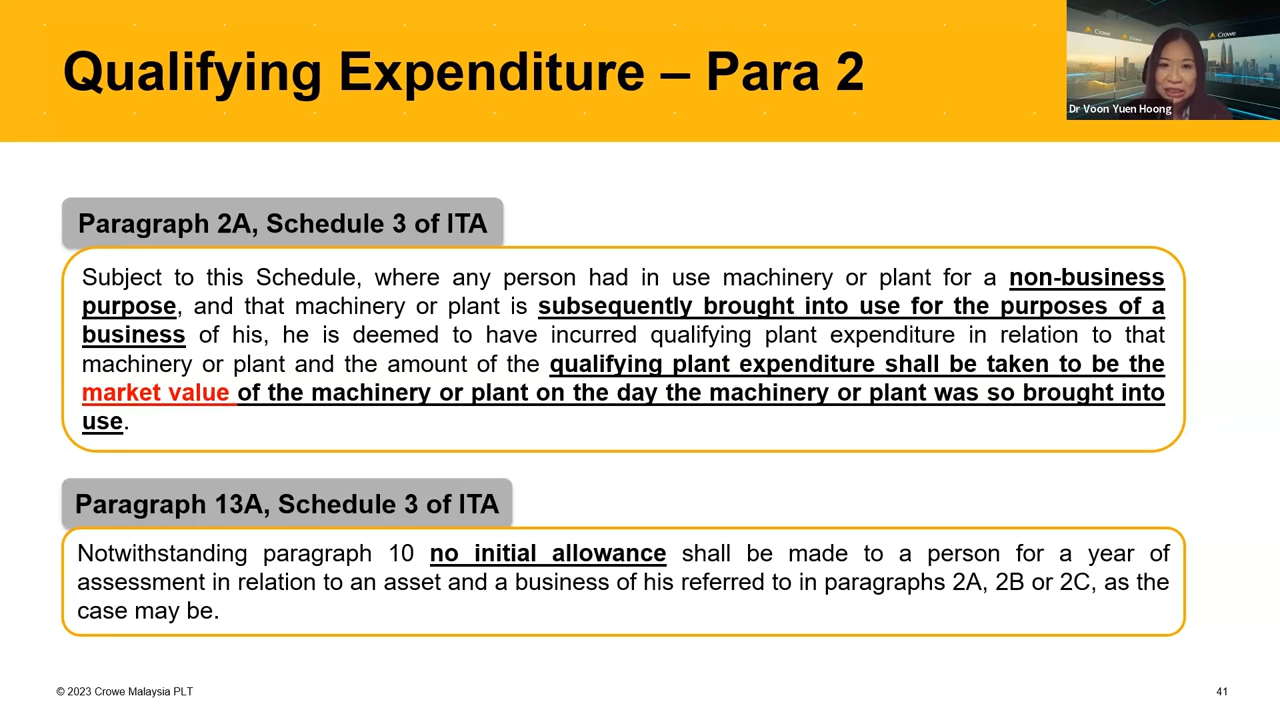 Qualifying Expenditure – Para 2
Crowe
Crowe
Crowe
Dr Voon Yuen Hoong
Paragraph 2A, Schedule 3 of ITA
Subject to this Schedule, where any person had in use machinery or plant for a non-business
purpose, and that machinery or plant is subsequently brought into use for the purposes of a
business of his, he is deemed to have incurred qualifying plant expenditure in relation to that
machinery or plant and the amount of the qualifying plant expenditure shall be taken to be the
market value of the machinery or plant on the day the machinery or plant was so brought into
use.
Paragraph 13A, Schedule 3 of ITA
Notwithstanding paragraph 10 no initial allowance shall be made to a person for a year of
assessment in relation to an asset and a business of his referred to in paragraphs 2A, 2B or 2C, as the
case may be.
© 2023 Crowe Malaysia PLT
41